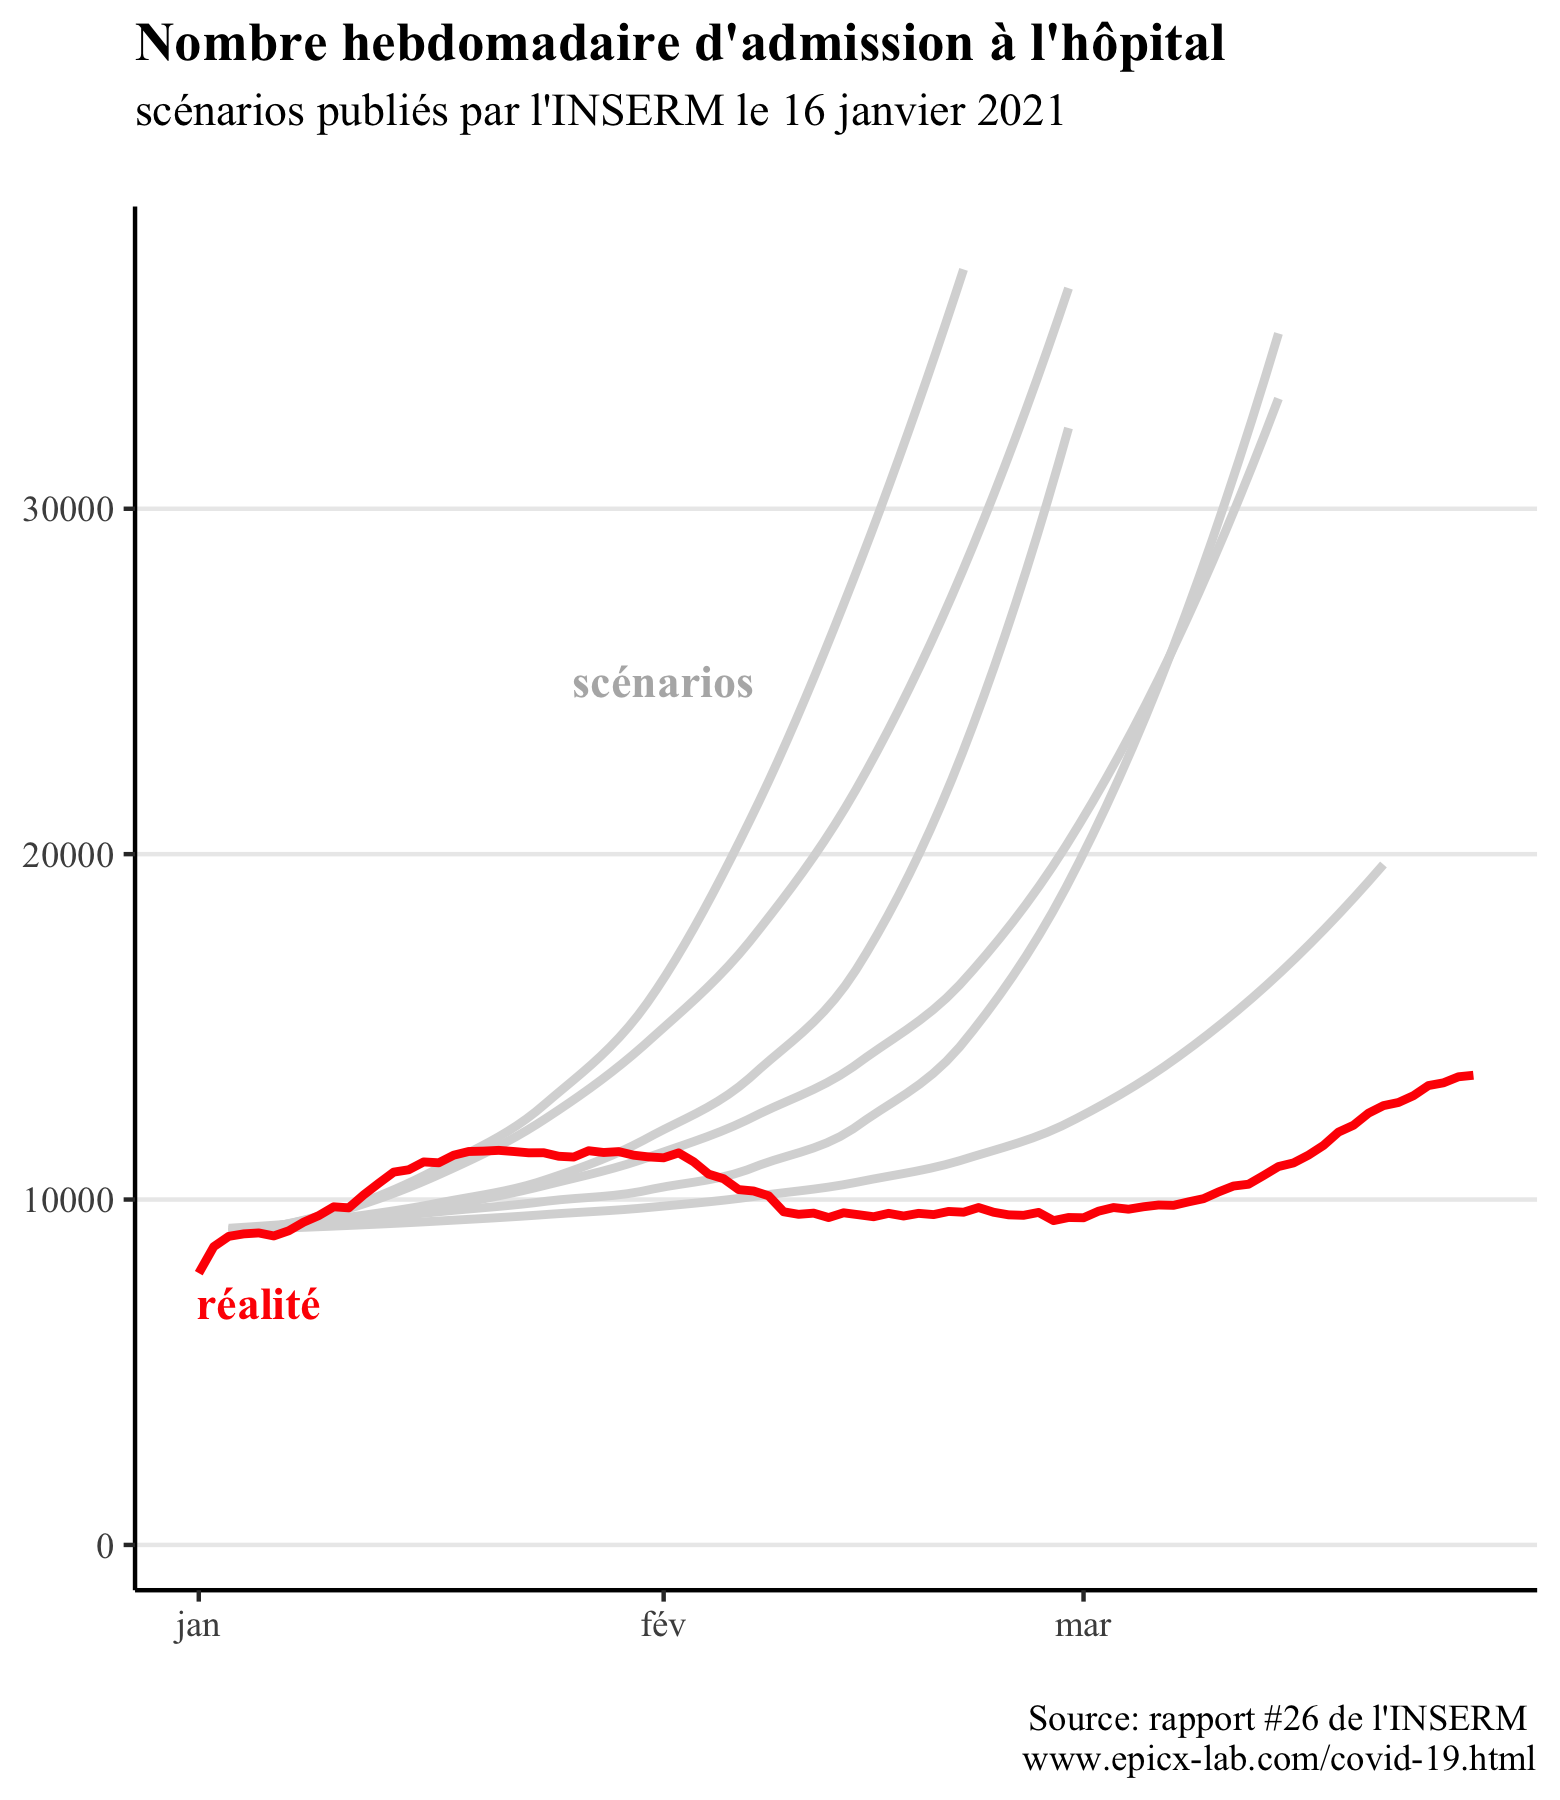 Nombre hebdomadaire d'admission à l'hôpital
scénarios publiés par l'INSERM le 16 janvier 2021
30000
scénarios
20000
10000
réalité
0
jan fév mar
Source: rapport #26 de l'INSERM
www.epicx-lab.com/covid-19.html